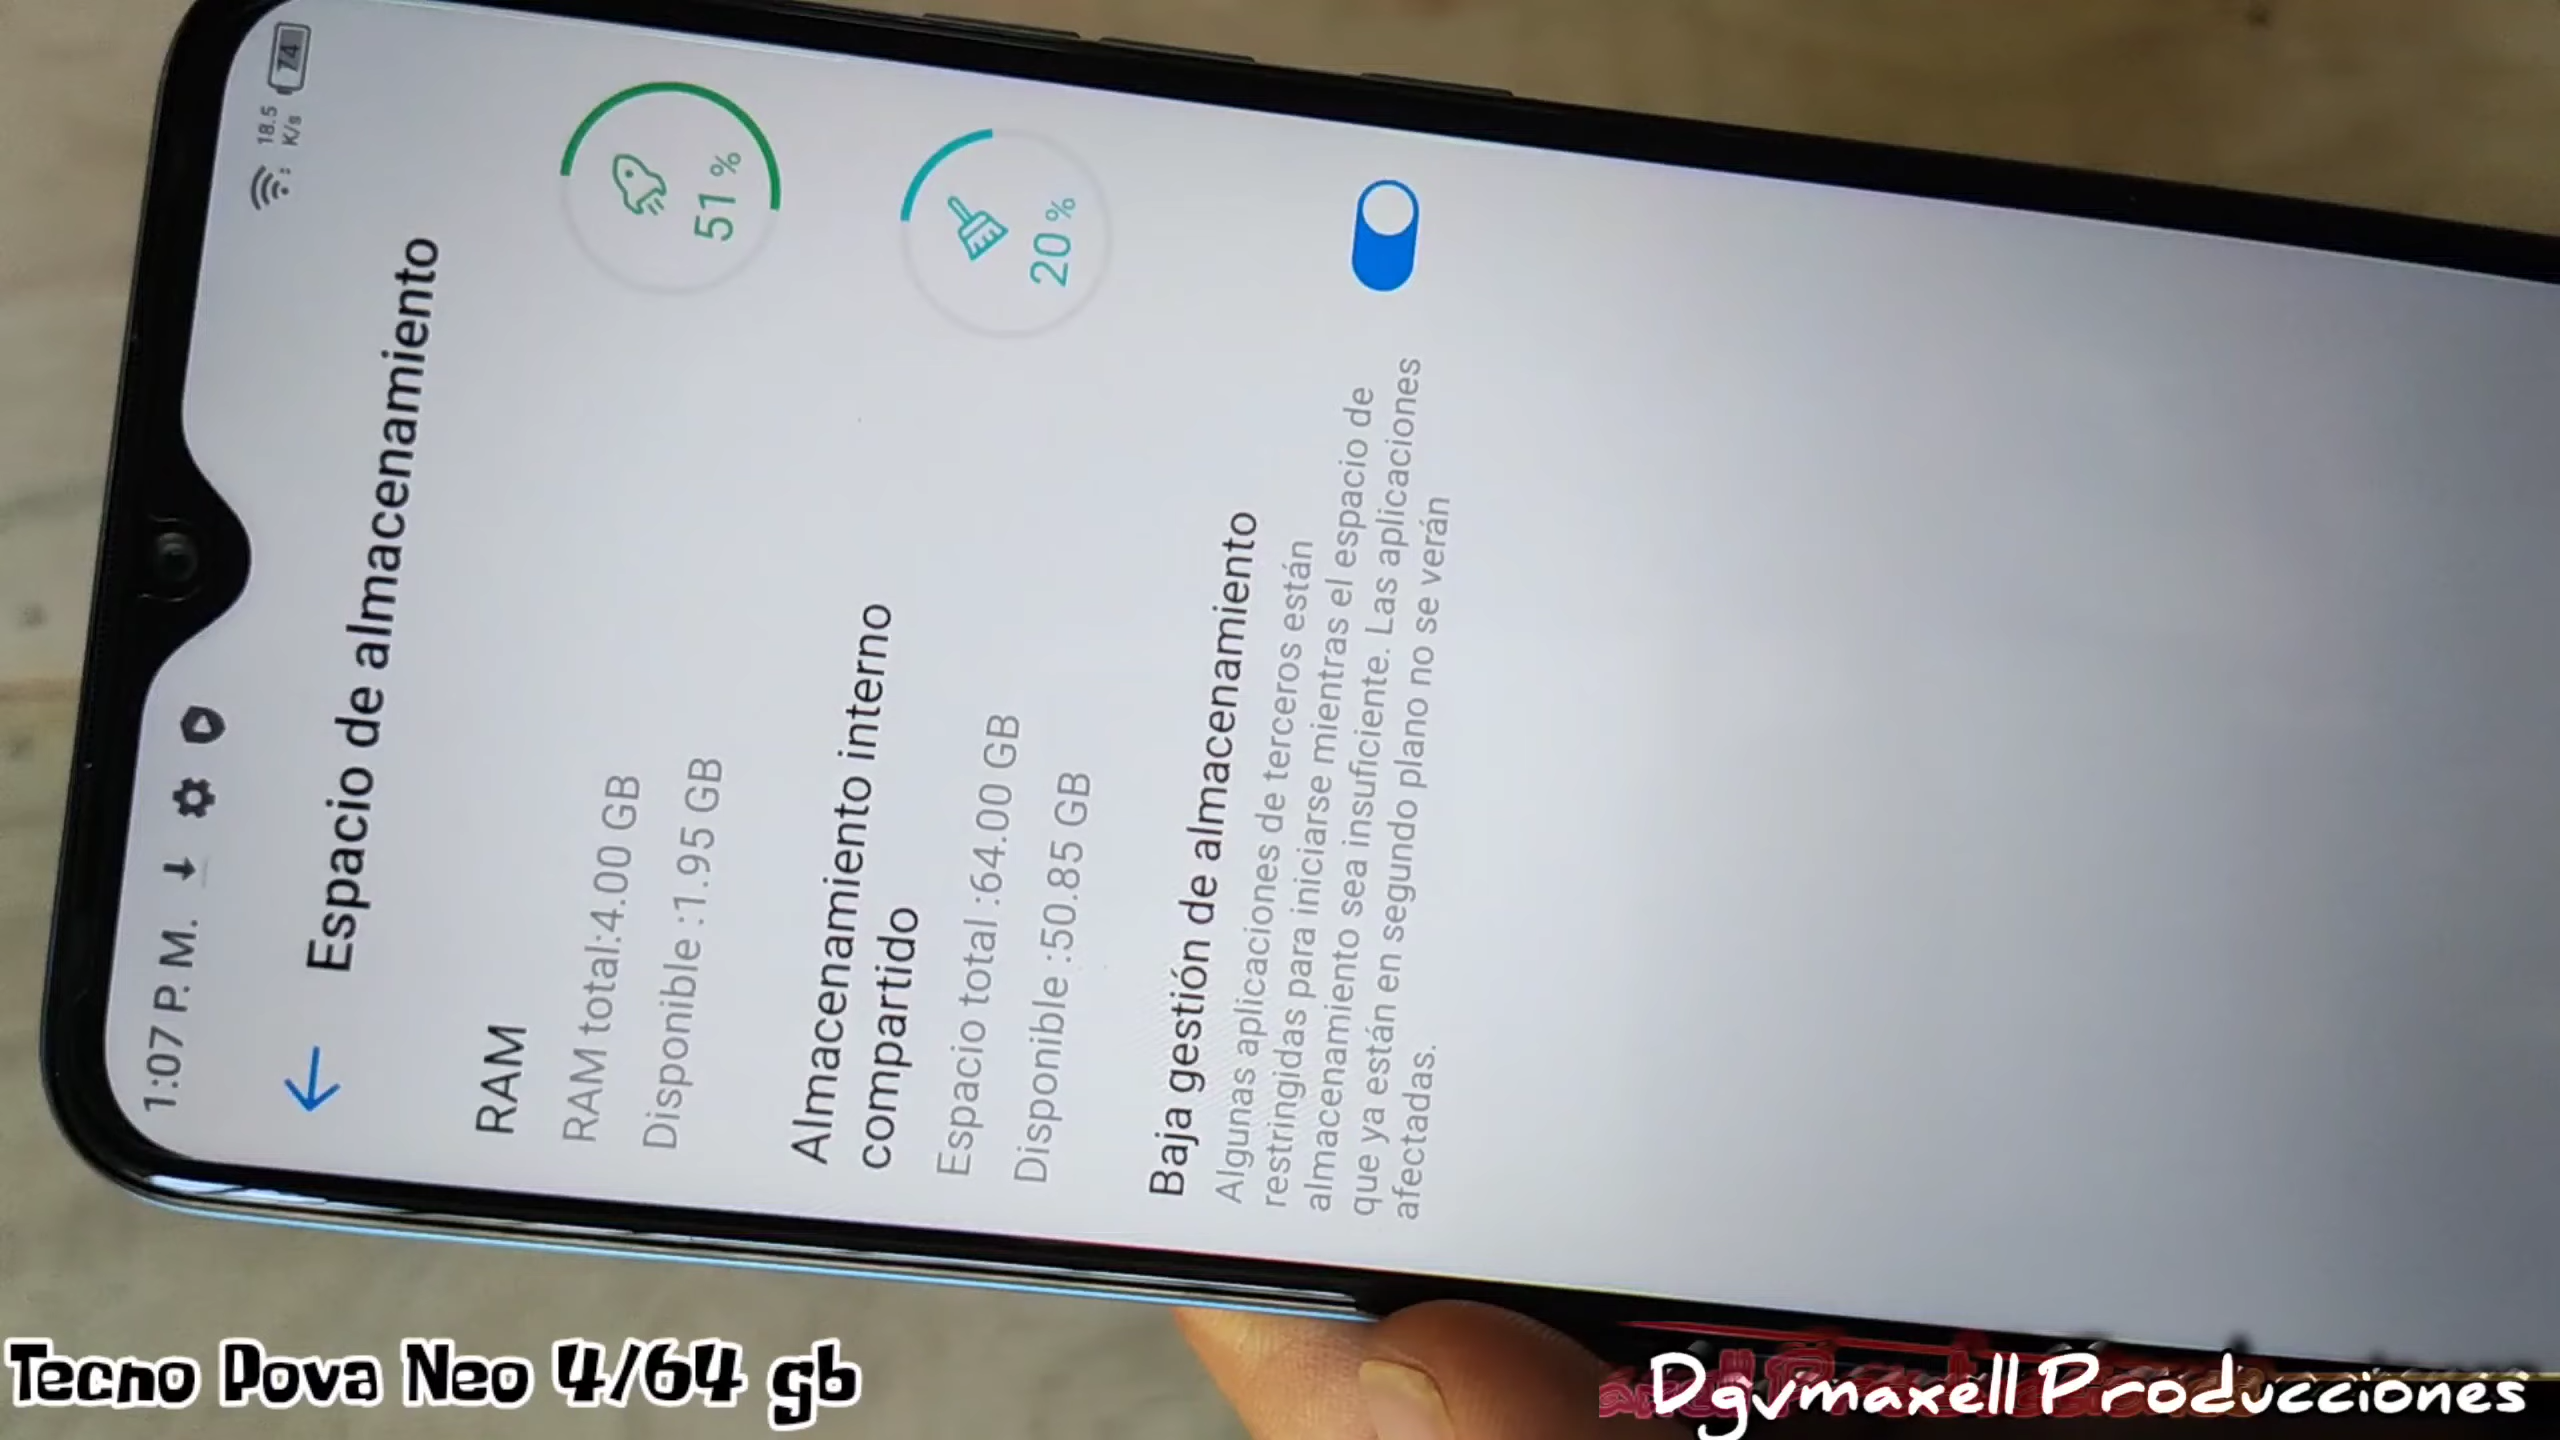 1:07 P. M.
18.5
K/s
74
Espacio de almacenamiento
RAM
RAM total:4.00 GB
Disponible :1.95 GB
51 %
Almacenamiento interno
compartido
Espacio total :64.00 GB
Disponible :50.85 GB
20 %
Baja gestión de almacenamiento
Algunas aplicaciones de terceros están
restringidas para iniciarse mientras el espacio de
almacenamiento sea insuficiente. Las aplicaciones
que ya están en segundo plano no se verán
afectadas.
Tecno Pova Neo 4/64 gb
Dgvmaxell Producciones